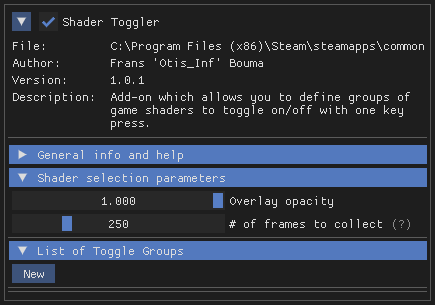 Shader Toggler
File: C:\Program Files (x86)\Steam\steamapps\common
Author: Frans 'Otis_Inf' Bouma
Version: 1.0.1
Description: Add-on which allows you to define groups of
game shaders to toggle on/off with one key
press.
General info and help
Shader selection parameters
1.000 Overlay opacity
250 # of frames to collect (?)
List of Toggle Groups
New